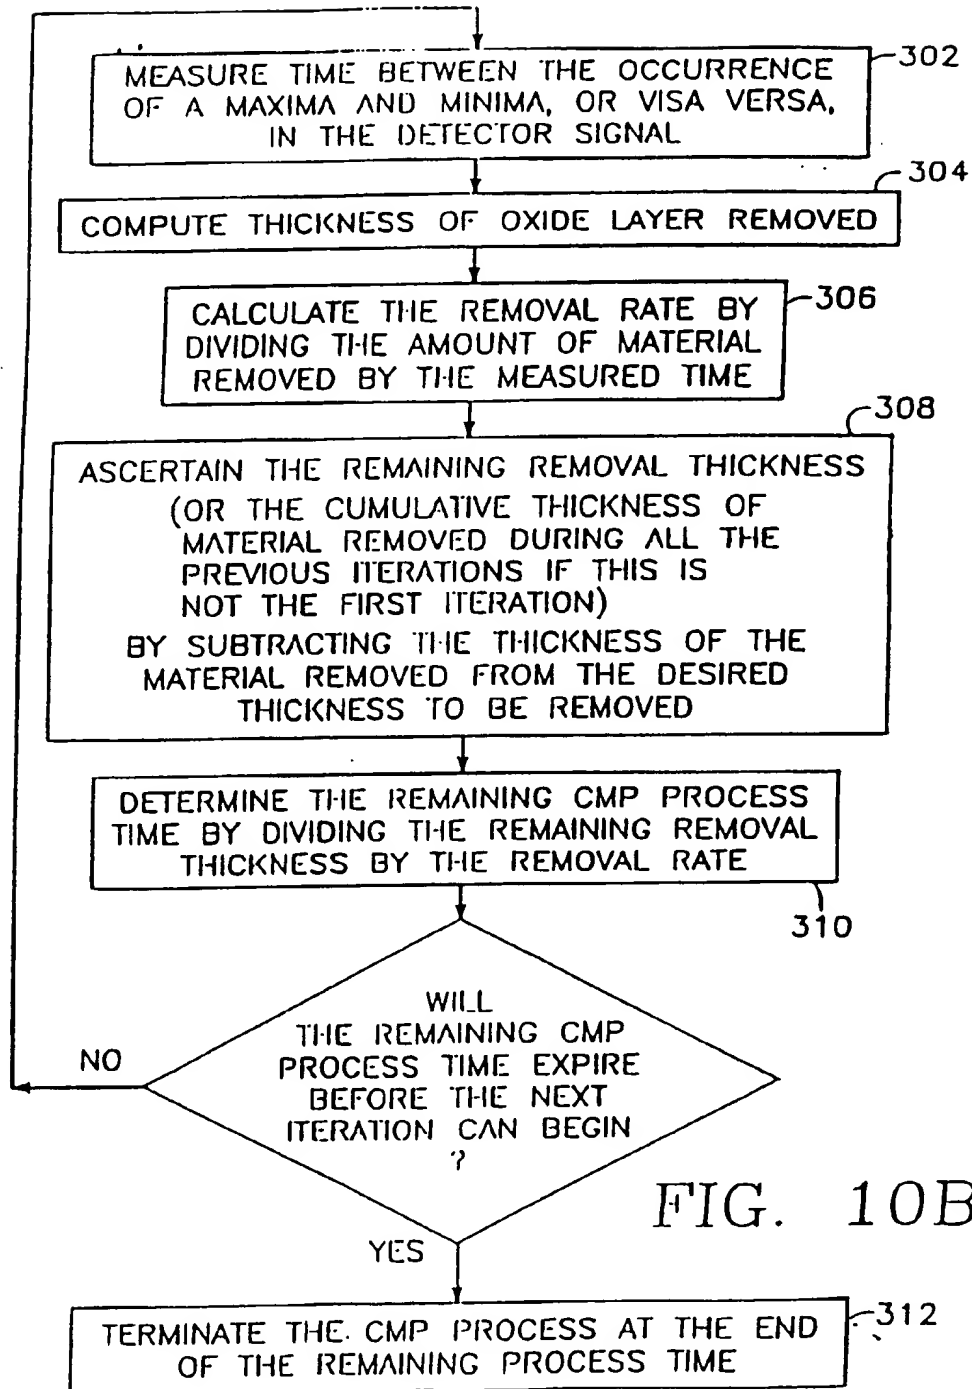 302
MEASURE TIME BETWEEN THE OCCURRENCE
OF A MAXIMA AND MINIMA, OR VISA VERSA,
IN THE DETECTOR SIGNAL
304
COMPUTE THICKNESS OF OXIDE LAYER REMOVED
306
CALCULATE THE REMOVAL RATE BY
DIVIDING THE AMOUNT OF MATERIAL
REMOVED BY THE MEASURED TIME
308
ASCERTAIN THE REMAINING REMOVAL THICKNESS
(OR THE CUMULATIVE THICKNESS OF
MATERIAL REMOVED DURING ALL THE
PREVIOUS ITERATIONS IF THIS IS
NOT THE FIRST ITERATION)
BY SUBTRACTING THE THICKNESS OF THE
MATERIAL REMOVED FROM THE DESIRED
THICKNESS TO BE REMOVED
DETERMINE THE REMAINING CMP PROCESS
TIME BY DIVIDING THE REMAINING REMOVAL
THICKNESS BY THE REMOVAL RATE
310
WILL
THE REMAINING CMP
PROCESS TIME EXPIRE
BEFORE THE NEXT
ITERATION CAN BEGIN
?
NO
YES
FIG. 10B
312
TERMINATE THE CMP PROCESS AT THE END
OF THE REMAINING PROCESS TIME